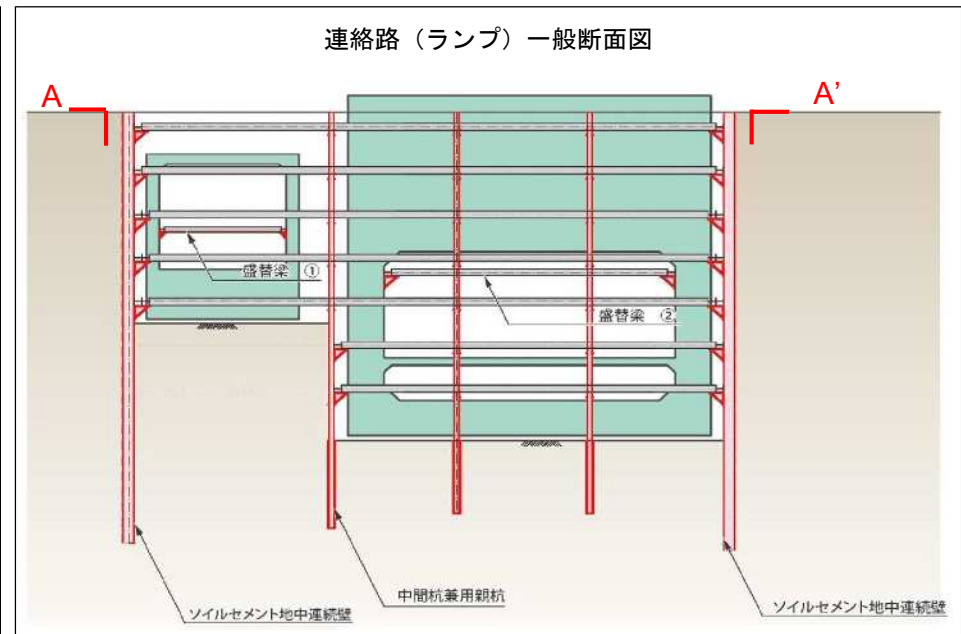 連絡路（ランプ）一般断面図
A
A’
盛替梁 ①
盛替梁 ②
中間杭兼用親杭
ソイルセメント地中連続壁
ソイルセメント地中連続壁